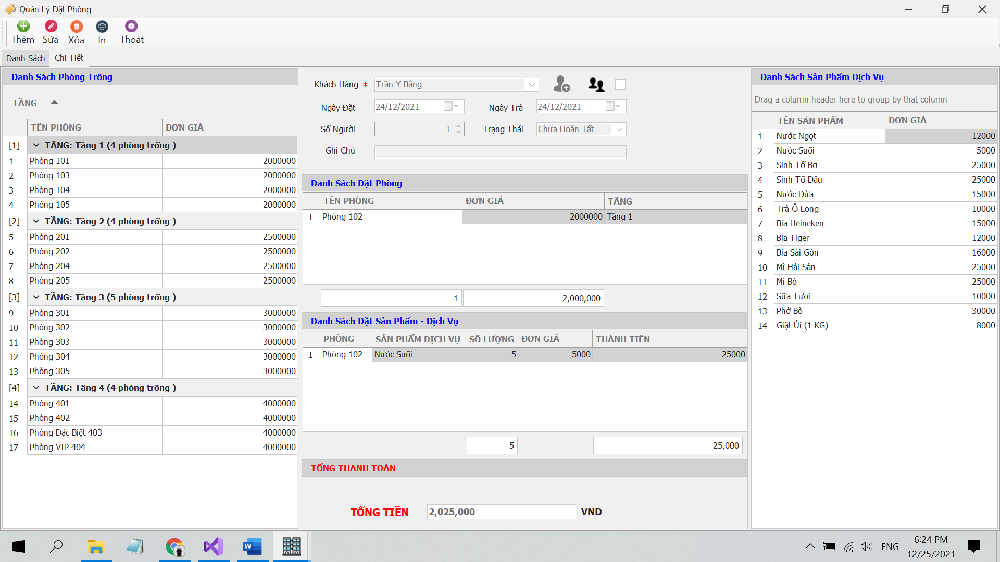 Quản Lý Đặt Phòng
Thêm Sửa Xóa In Thoát
Danh Sách Chi Tiết
Danh Sách Phòng Trống
TẦNG
TÊN PHÒNG ĐƠN GIÁ
[1] TẦNG: Tầng 1 (4 phòng trống )
1 Phòng 101 2000000
2 Phòng 103 2000000
3 Phòng 104 2000000
4 Phòng 105 2000000
[2] TẦNG: Tầng 2 (4 phòng trống )
5 Phòng 201 2500000
6 Phòng 202 2500000
7 Phòng 204 2500000
8 Phòng 205 2500000
[3] TẦNG: Tầng 3 (5 phòng trống )
9 Phòng 301 3000000
10 Phòng 302 3000000
11 Phòng 303 3000000
12 Phòng 304 3000000
13 Phòng 305 3000000
[4] TẦNG: Tầng 4 (4 phòng trống )
14 Phòng 401 4000000
15 Phòng 402 4000000
16 Phòng Đặc Biệt 403 4000000
17 Phòng VIP 404 4000000
Khách Hàng * Trần Y Bằng
Ngày Đặt 24/12/2021 Ngày Trả 24/12/2021
Số Người 1 Trạng Thái Chưa Hoàn Tất
Ghi Chú
Danh Sách Đặt Phòng
TÊN PHÒNG ĐƠN GIÁ TẦNG
1 Phòng 102 2000000 Tầng 1
1 2,000,000
Danh Sách Đặt Sản Phẩm - Dịch Vụ
PHÒNG SẢN PHẨM DỊCH VỤ SỐ LƯỢNG ĐƠN GIÁ THÀNH TIỀN
1 Phòng 102 Nước Suối 5 5000 25000
5 25,000
TỔNG THANH TOÁN
TỔNG TIỀN 2,025,000 VND
Danh Sách Sản Phẩm Dịch Vụ
Drag a column header here to group by that column
TÊN SẢN PHẨM ĐƠN GIÁ
1 Nước Ngọt 12000
2 Nước Suối 5000
3 Sinh Tố Bơ 25000
4 Sinh Tố Dâu 25000
5 Nước Dừa 15000
6 Trà Ô Long 10000
7 Bia Heineken 15000
8 Bia Tiger 12000
9 Bia Sài Gòn 16000
10 Mì Hải Sản 25000
11 Mì Bò 25000
12 Sữa Tươi 10000
13 Phở Bò 30000
14 Giặt Ủi (1 KG) 8000
W
ENG
6:24 PM
12/25/2021